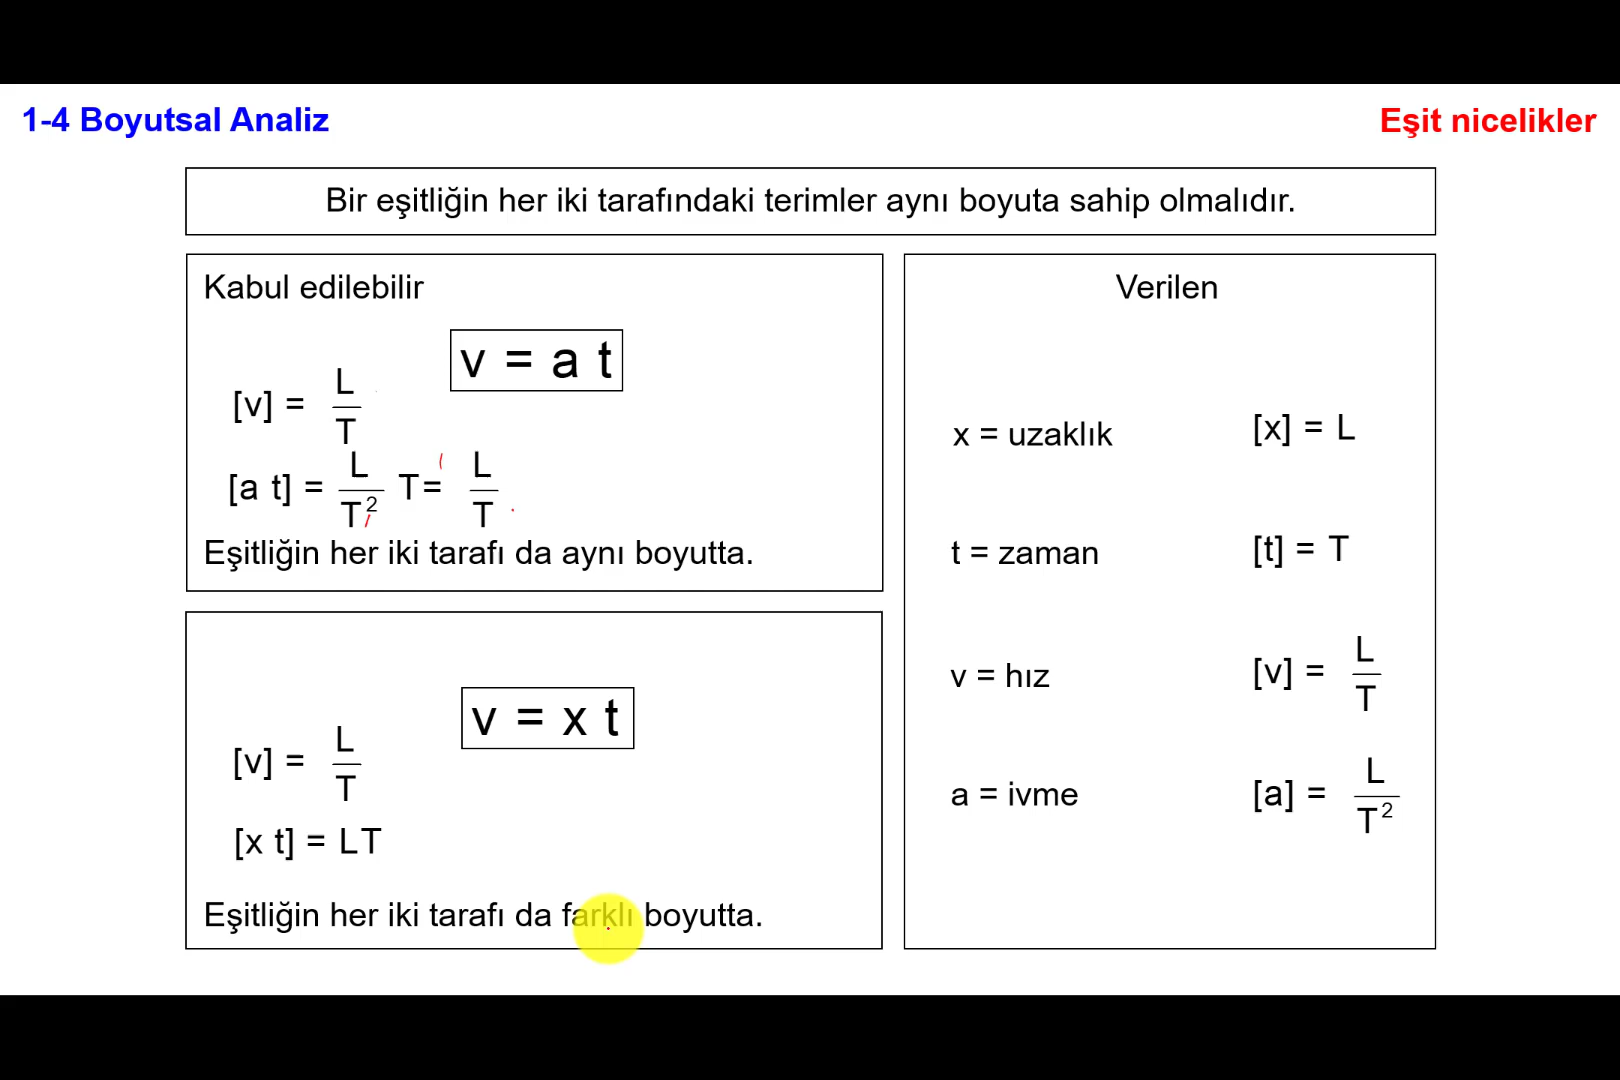 1-4 Boyutsal Analiz
Eşit nicelikler
Bir eşitliğin her iki tarafındaki terimler aynı boyuta sahip olmalıdır.
Kabul edilebilir
v = a t
[v] = L/T
[a t] = L/T² T= L/T
Eşitliğin her iki tarafı da aynı boyutta.
v = x t
[v] = L/T
[x t] = LT
Eşitliğin her iki tarafı da farklı boyutta.
Verilen
x = uzaklık [x] = L
t = zaman [t] = T
v = hız [v] = L/T
a = ivme [a] = L/T²